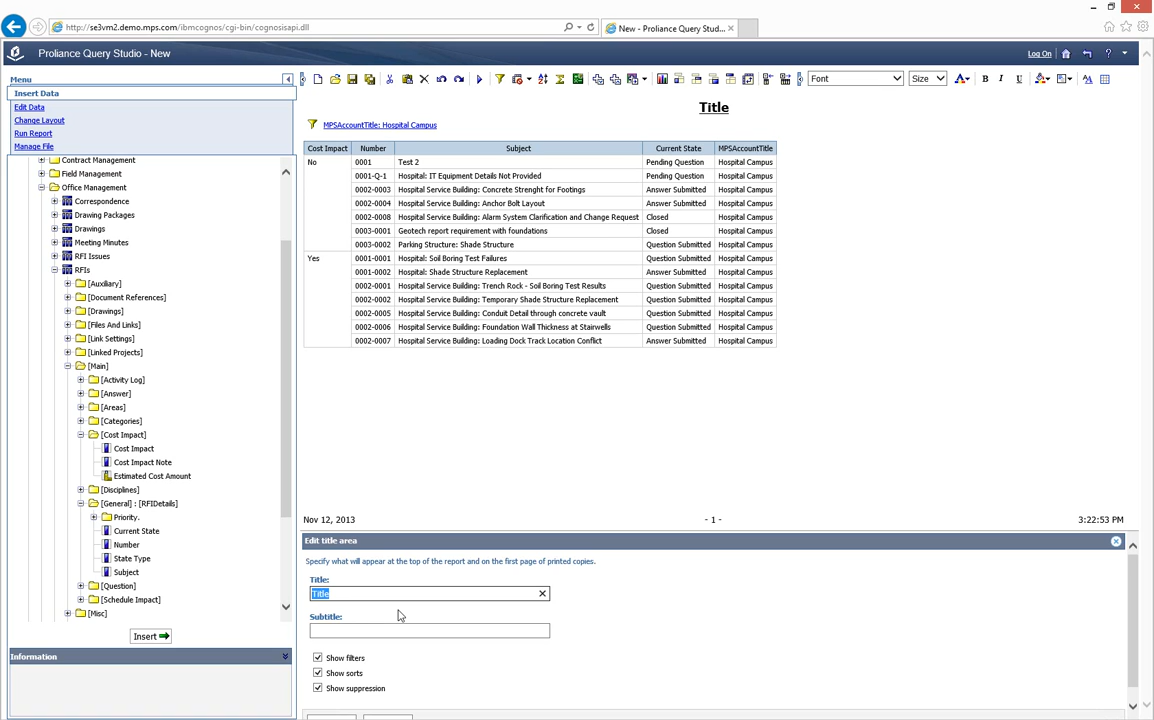 http://se3vm2.demo.mps.com/ibmcognos/cgi-bin/cognosisapi.dll
New - Proliance Query Studi...
Proliance Query Studio - New
Log On
Menu
Insert Data
Edit Data
Change Layout
Run Report
Manage File
Font
Size
B I U
Contract Management
Field Management
Office Management
Correspondence
Drawing Packages
Drawings
Meeting Minutes
RFI Issues
RFIs
[Auxiliary]
[Document References]
[Drawings]
[Files And Links]
[Link Settings]
[Linked Projects]
[Main]
[Activity Log]
[Answer]
[Areas]
[Categories]
[Cost Impact]
Cost Impact
Cost Impact Note
Estimated Cost Amount
[Disciplines]
[General] : [RFIDetails]
Priority.
Current State
Number
State Type
Subject
[Question]
[Schedule Impact]
[Misc]
Insert
Information
Title
MPSAccountTitle: Hospital Campus
Cost Impact Number Subject Current State MPSAccountTitle
No 0001 Test 2 Pending Question Hospital Campus
0001-Q-1 Hospital: IT Equipment Details Not Provided Pending Question Hospital Campus
0002-0003 Hospital Service Building: Concrete Strenght for Footings Answer Submitted Hospital Campus
0002-0004 Hospital Service Building: Anchor Bolt Layout Answer Submitted Hospital Campus
0002-0008 Hospital Service Building: Alarm System Clarification and Change Request Closed Hospital Campus
0003-0001 Geotech report requirement with foundations Closed Hospital Campus
0003-0002 Parking Structure: Shade Structure Question Submitted Hospital Campus
Yes 0001-0001 Hospital: Soil Boring Test Failures Question Submitted Hospital Campus
0001-0002 Hospital: Shade Structure Replacement Answer Submitted Hospital Campus
0002-0001 Hospital Service Building: Trench Rock - Soil Boring Test Results Question Submitted Hospital Campus
0002-0002 Hospital Service Building: Temporary Shade Structure Replacement Question Submitted Hospital Campus
0002-0005 Hospital Service Building: Conduit Detail through concrete vault Question Submitted Hospital Campus
0002-0006 Hospital Service Building: Foundation Wall Thickness at Stairwells Question Submitted Hospital Campus
0002-0007 Hospital Service Building: Loading Dock Track Location Conflict Answer Submitted Hospital Campus
Nov 12, 2013 - 1 - 3:22:53 PM
Edit title area
Specify what will appear at the top of the report and on the first page of printed copies.
Title:
Title
Subtitle:
Show filters
Show sorts
Show suppression